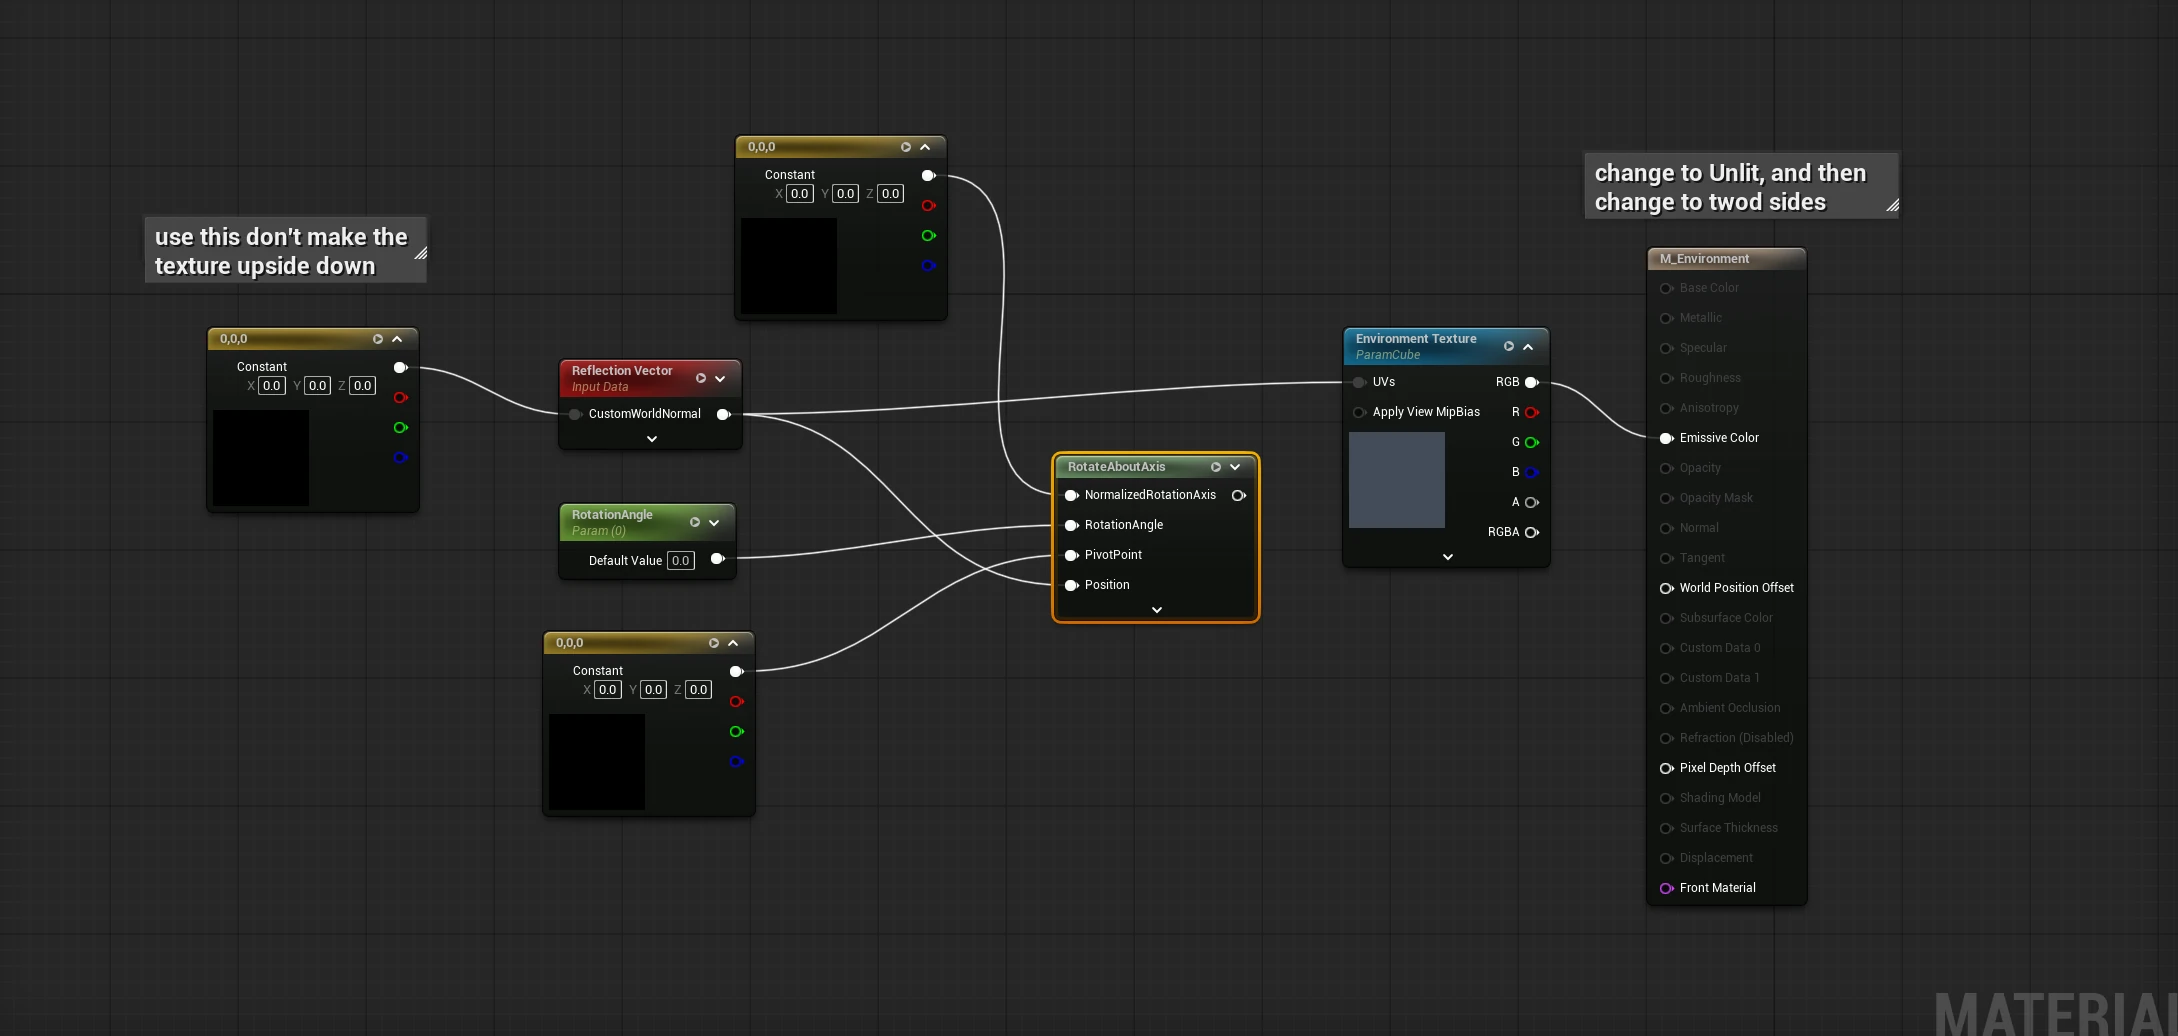 0,0,0
Constant
X 0.0 Y 0.0 Z 0.0
use this don't make the
texture upside down
change to Unlit, and then
change to twod sides
0,0,0
Constant
X 0.0 Y 0.0 Z 0.0
Reflection Vector
Input Data
CustomWorldNormal
RotationAngle
Param (0)
Default Value 0.0
0,0,0
Constant
X 0.0 Y 0.0 Z 0.0
RotateAboutAxis
NormalizedRotationAxis
RotationAngle
PivotPoint
Position
Environment Texture
ParamCube
UVs RGB
Apply View MipBias R
G
B
A
RGBA
M_Environment
Base Color
Metallic
Specular
Roughness
Anisotropy
Emissive Color
Opacity
Opacity Mask
Normal
Tangent
World Position Offset
Subsurface Color
Custom Data 0
Custom Data 1
Ambient Occlusion
Refraction (Disabled)
Pixel Depth Offset
Shading Model
Surface Thickness
Displacement
Front Material
MATERIAL